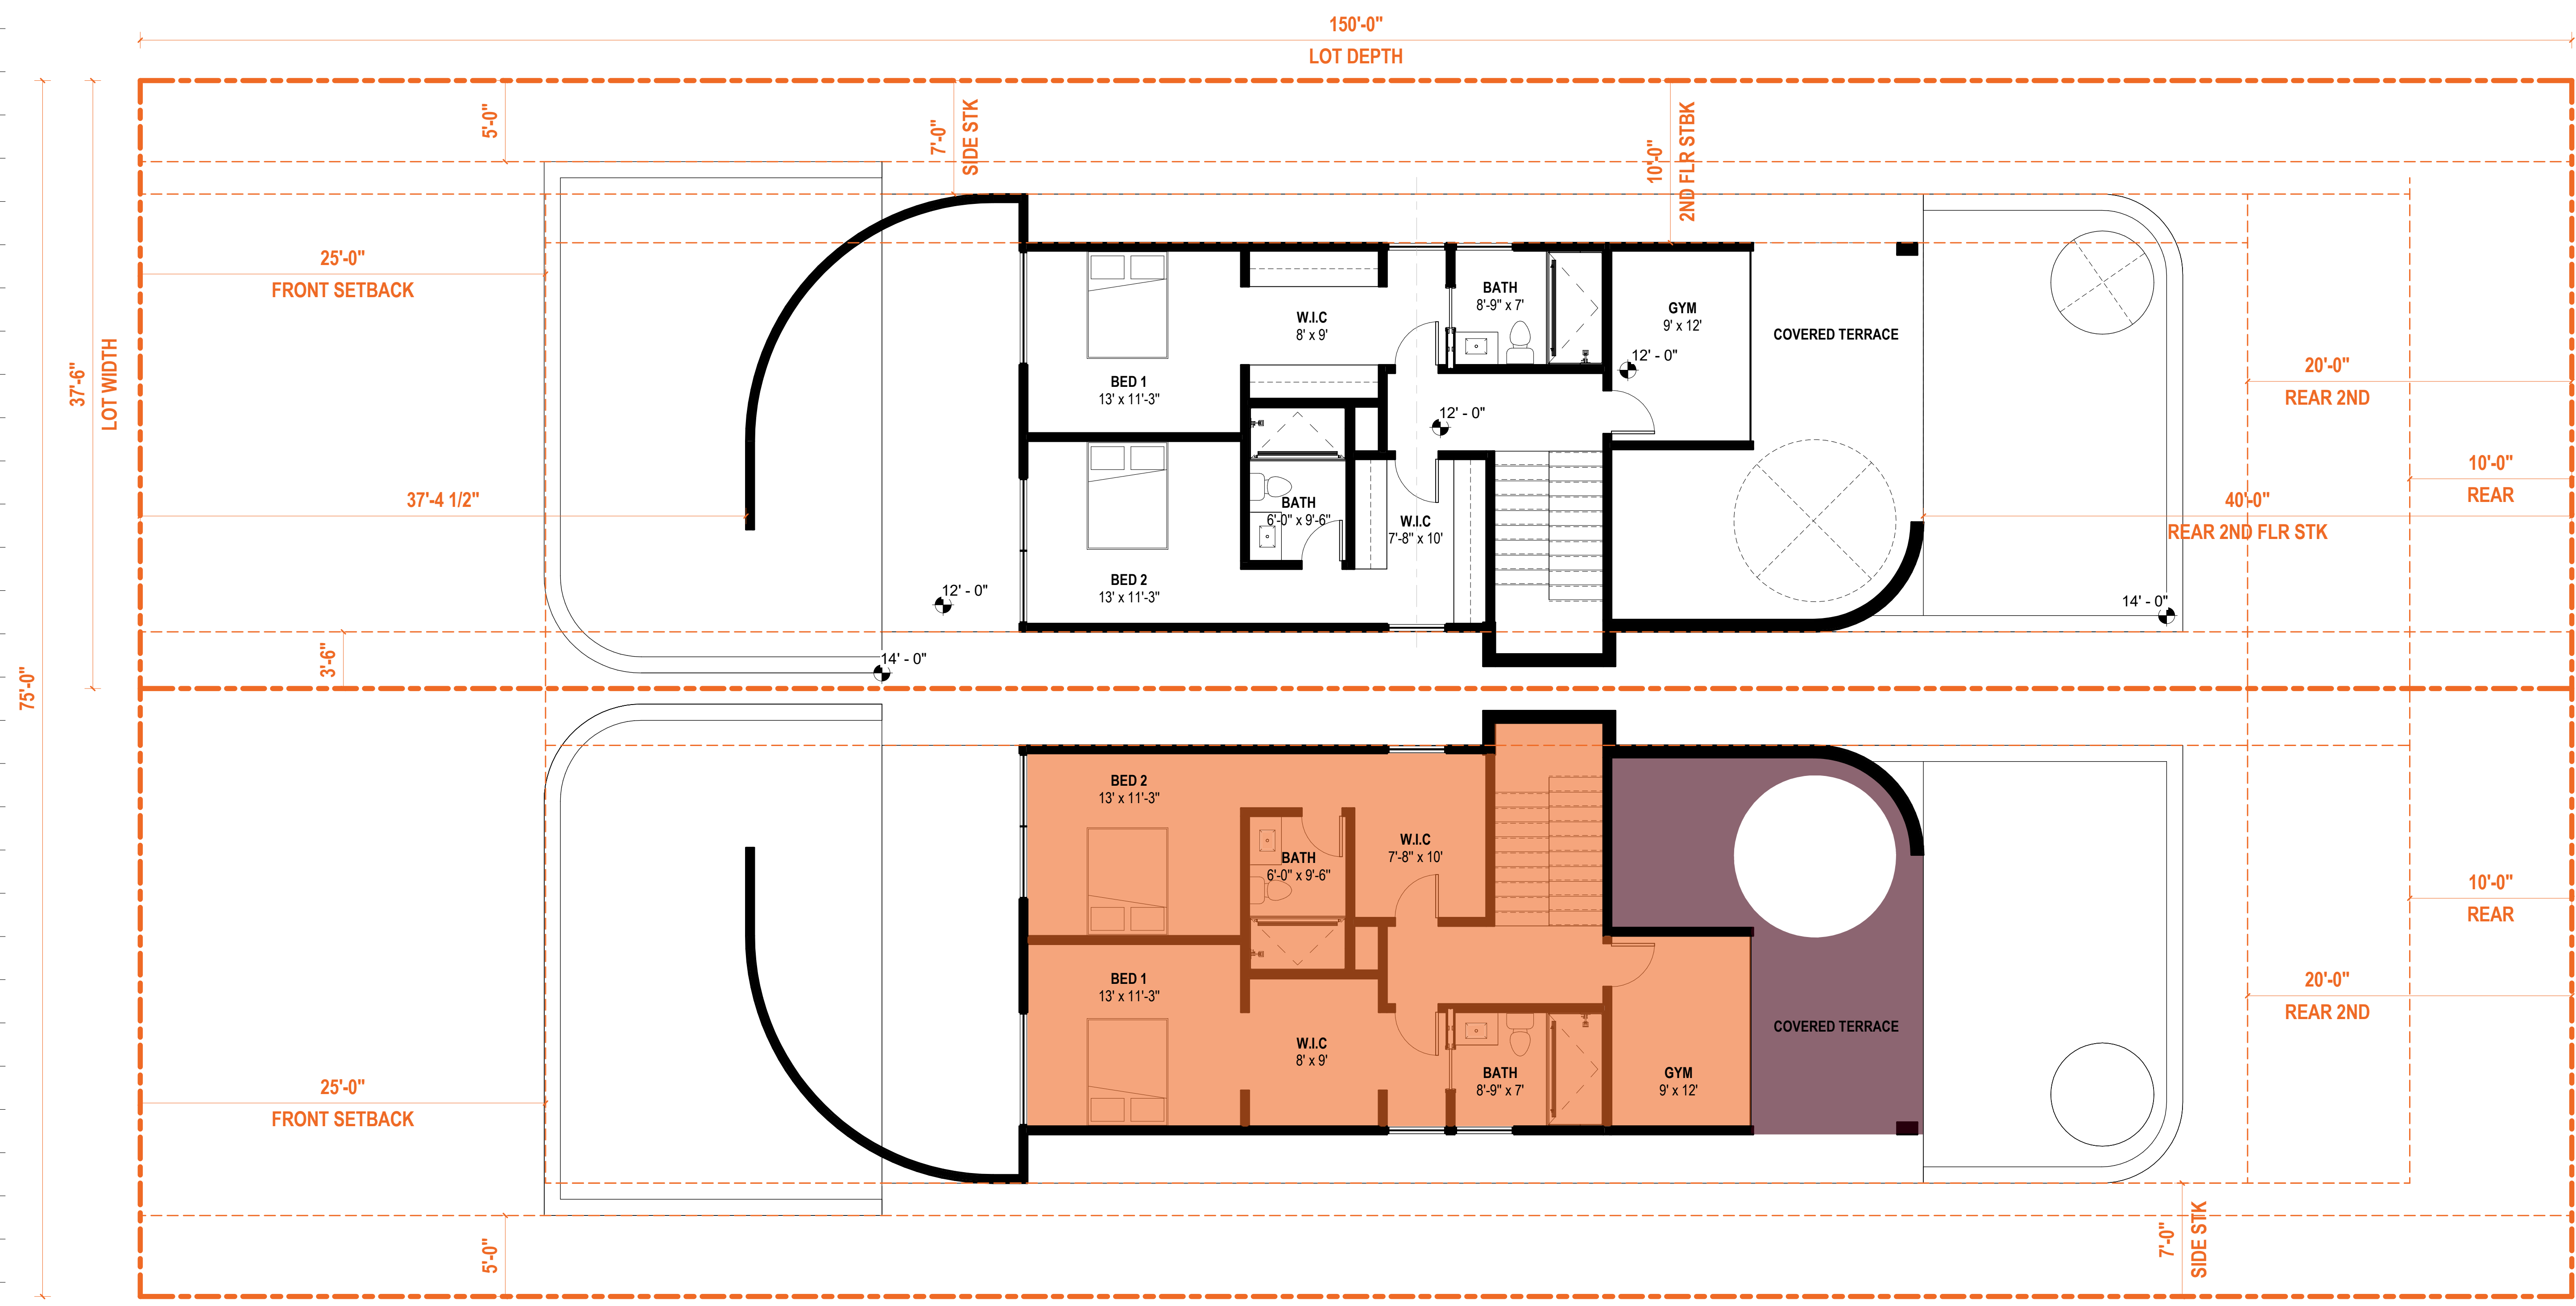 150'-0"
LOT DEPTH
5'-0"
7'-0"
SIDE STK
10'-0"
2ND FLR STBK
25'-0"
FRONT SETBACK
37'-6"
LOT WIDTH
75'-0"
37'-4 1/2"
3'-6"
BED 1
13' x 11'-3"
W.I.C
8' x 9'
BATH
8'-9" x 7'
GYM
9' x 12'
12' - 0"
COVERED TERRACE
12' - 0"
BATH
6'-0" x 9'-6"
W.I.C
7'-8" x 10'
BED 2
13' x 11'-3"
12' - 0"
14' - 0"
14' - 0"
20'-0"
REAR 2ND
10'-0"
REAR
40'-0"
REAR 2ND FLR STK
BED 2
13' x 11'-3"
W.I.C
7'-8" x 10'
BATH
6'-0" x 9'-6"
BED 1
13' x 11'-3"
W.I.C
8' x 9'
BATH
8'-9" x 7'
GYM
9' x 12'
COVERED TERRACE
10'-0"
REAR
20'-0"
REAR 2ND
25'-0"
FRONT SETBACK
5'-0"
7'-0"
SIDE STK